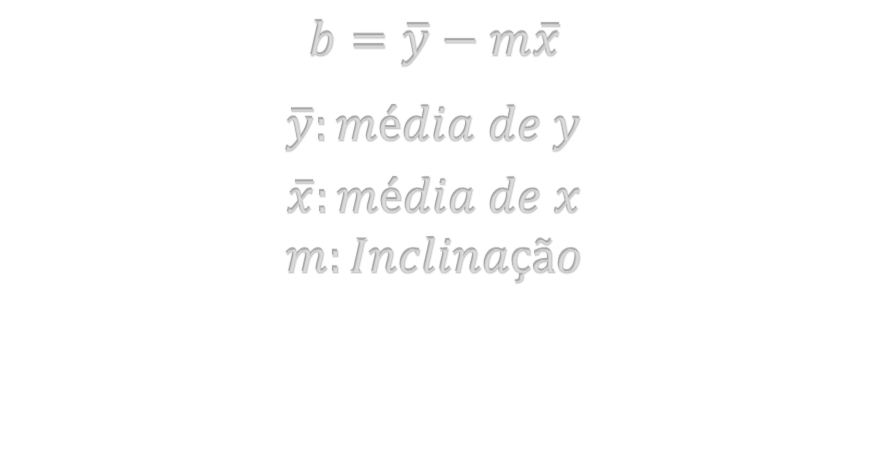 b = ȳ − mx̄
ȳ: média de y
x̄: média de x
m: Inclinação